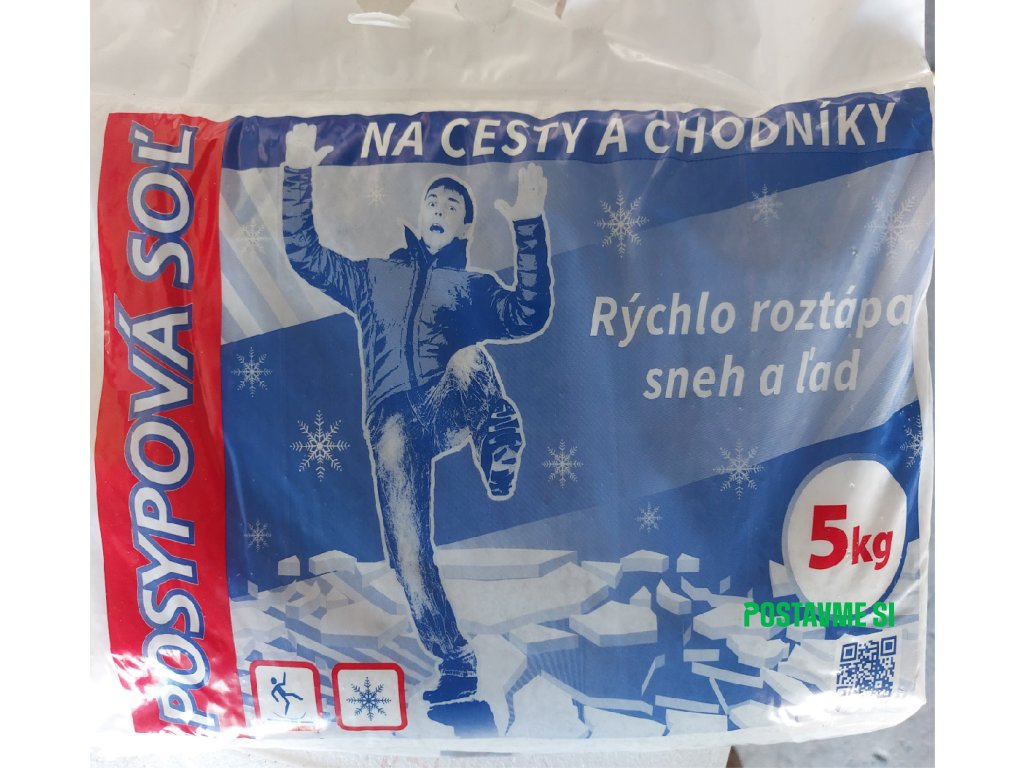 POSYPOVÁ SOĽ
NA CESTY A CHODNÍKY
Rýchlo roztápa
sneh a ľad
5kg
POSTAVME SI